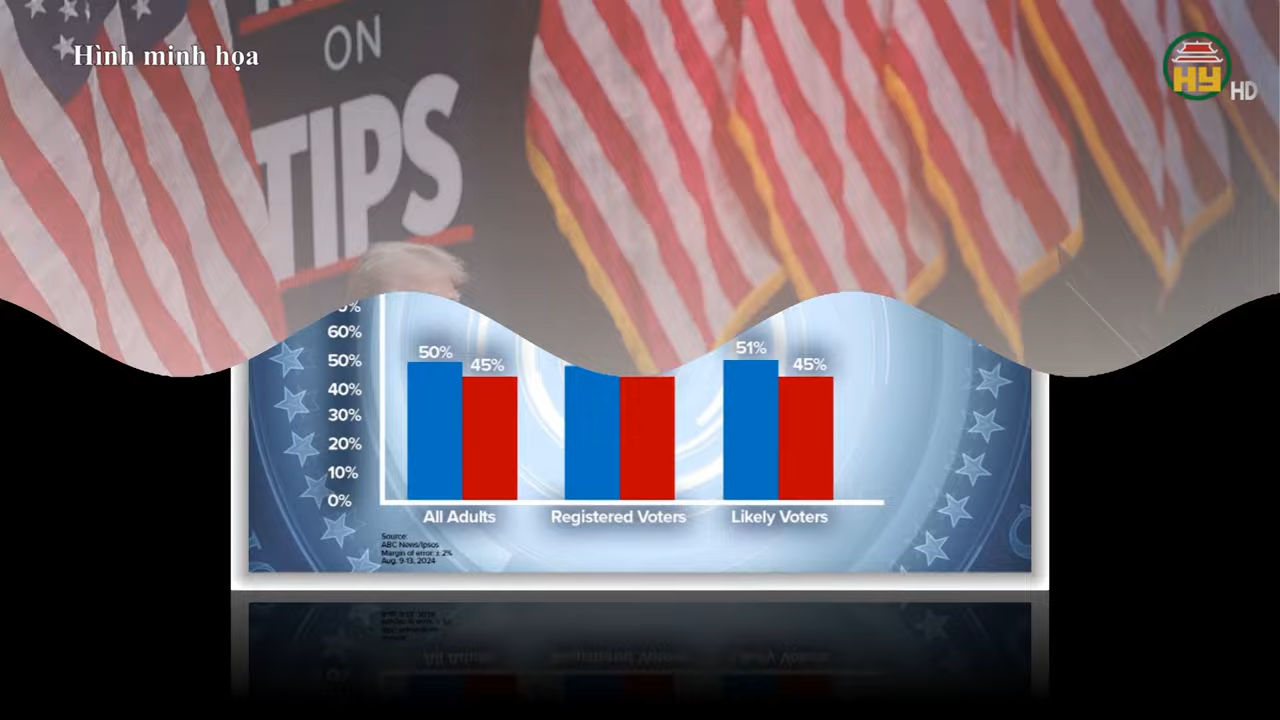 Hình minh họa
ON
TIPS
HY
HD
60%
50%
40%
30%
20%
10%
0%
50%
45%
51%
45%
All Adults
Registered Voters
Likely Voters
Source:
ABC News/Ipsos
Margin of error: ± 2%
Aug. 9-13, 2024